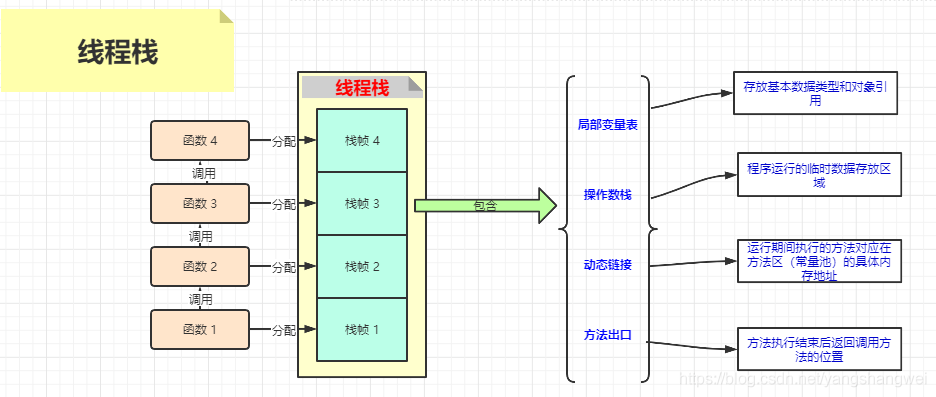 线程栈
线程栈
函数 4
分配
栈帧 4
调用
函数 3
分配
栈帧 3
调用
函数 2
分配
栈帧 2
调用
函数 1
分配
栈帧 1
包含
局部变量表
存放基本数据类型和对象引
用
操作数栈
程序运行的临时数据存放区
域
动态链接
运行期间执行的方法对应在
方法区（常量池）的具体内
存地址
方法出口
方法执行结束后返回调用方
法的位置
https://blog.csdn.net/yangshangwei